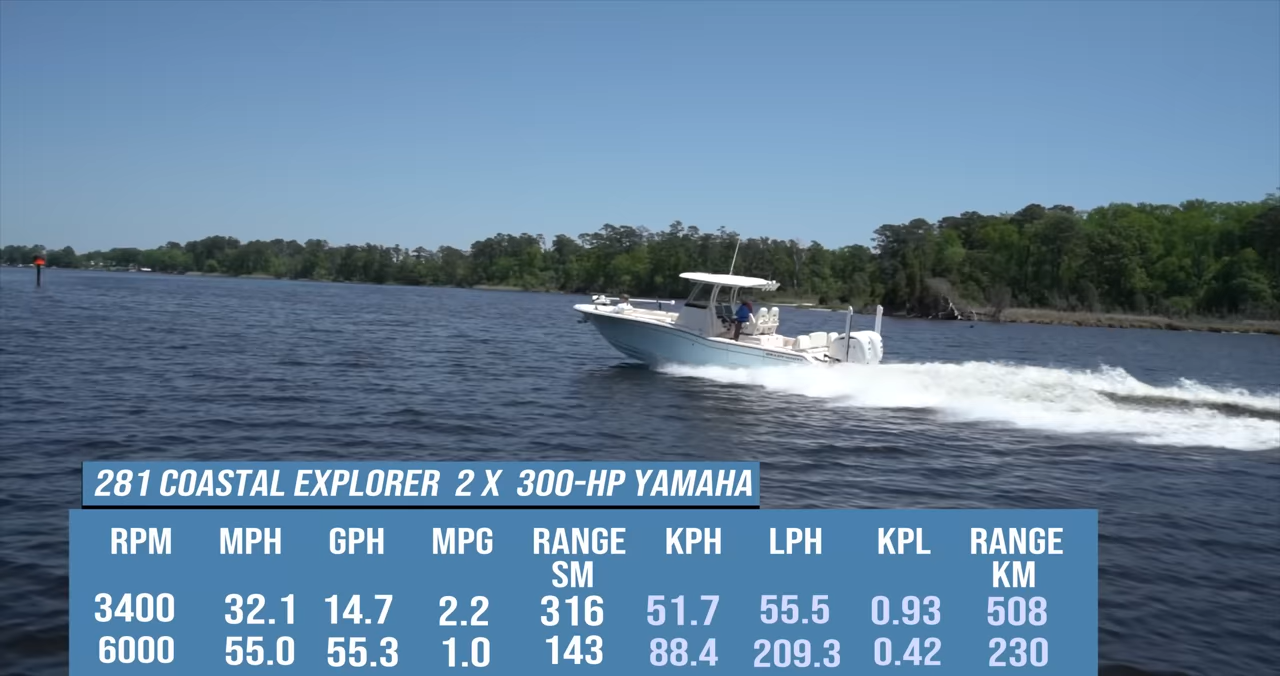 281 COASTAL EXPLORER 2 X 300-HP YAMAHA
RPM MPH GPH MPG RANGE SM KPH LPH KPL RANGE KM
3400 32.1 14.7 2.2 316 51.7 55.5 0.93 508
6000 55.0 55.3 1.0 143 88.4 209.3 0.42 230